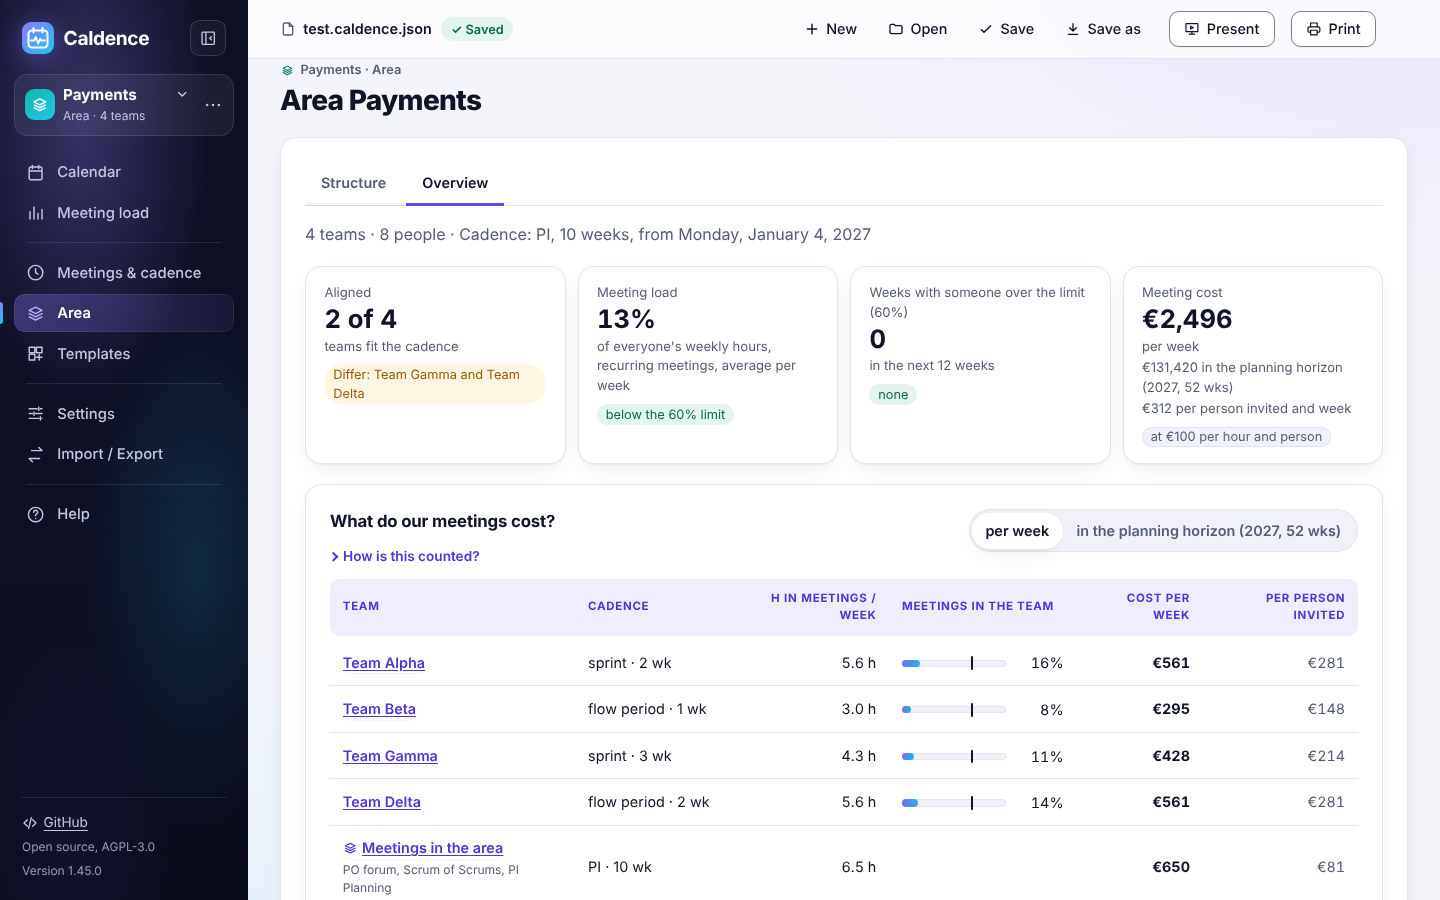 Caldence
Payments
Area · 4 teams
Calendar
Meeting load
Meetings & cadence
Area
Templates
Settings
Import / Export
Help
GitHub
Open source, AGPL-3.0
Version 1.45.0
test.caldence.json
Saved
New
Open
Save
Save as
Present
Print
Payments · Area
Area Payments
Structure
Overview
4 teams · 8 people · Cadence: PI, 10 weeks, from Monday, January 4, 2027
Aligned
2 of 4
teams fit the cadence
Differ: Team Gamma and Team
Delta
Meeting load
13%
of everyone's weekly hours,
recurring meetings, average per
week
below the 60% limit
Weeks with someone over the limit
(60%)
0
in the next 12 weeks
none
Meeting cost
€2,496
per week
€131,420 in the planning horizon
(2027, 52 wks)
€312 per person invited and week
at €100 per hour and person
What do our meetings cost?
How is this counted?
per week
in the planning horizon (2027, 52 wks)
TEAM
CADENCE
H IN MEETINGS /
WEEK
MEETINGS IN THE TEAM
COST PER
WEEK
PER PERSON
INVITED
Team Alpha
sprint · 2 wk
5.6 h
16%
€561
€281
Team Beta
flow period · 1 wk
3.0 h
8%
€295
€148
Team Gamma
sprint · 3 wk
4.3 h
11%
€428
€214
Team Delta
flow period · 2 wk
5.6 h
14%
€561
€281
Meetings in the area
PO forum, Scrum of Scrums, PI
Planning
PI · 10 wk
6.5 h
€650
€81